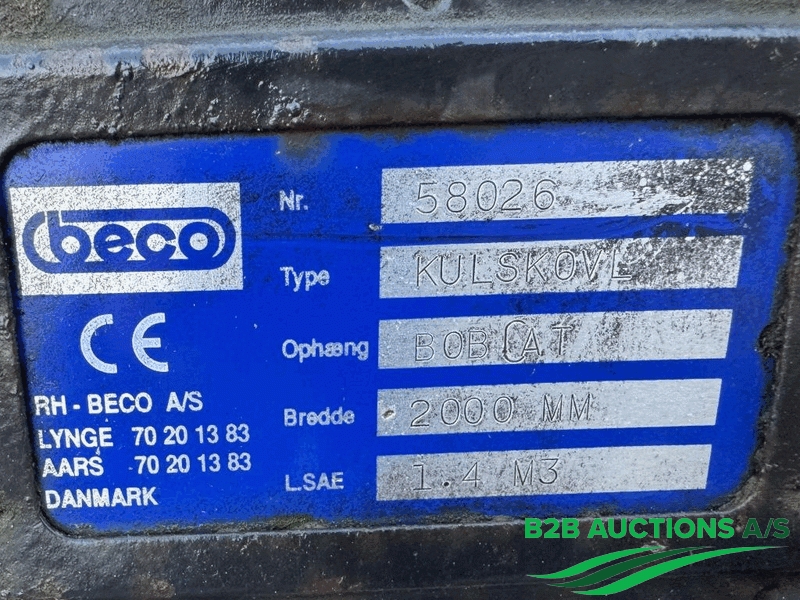 beco
CE
RH - BECO A/S
LYNGE 70 20 13 83
AARS 70 20 13 83
DANMARK
Nr. 58026
Type KULSKOVL
Ophæng BOBCAT
Bredde 2000 MM
L.SAE 1.4 M3
B2B AUCTIONS A/S